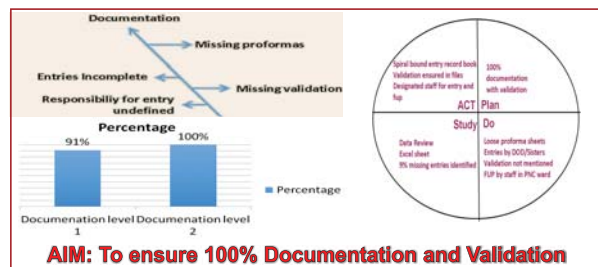 Documentation
Missing proformas
Entries Incomplete
Missing validation
Responsibiliy for entry
undefined
Percentage
91%
100%
Percentage
Documenation level
1
Documenation level
2
Spiral bound entry record book
Validation ensured in files
Designated staff for entry and
fup
ACT
100%
documentation
with validation
Plan
Study
Data Review
Excel sheet
9% missing entries identified
Do
Loose proforma sheets
Entries by DOD/Sisters
Validation not mentioned
FUP by staff in PNC ward
AIM: To ensure 100% Documentation and Validation